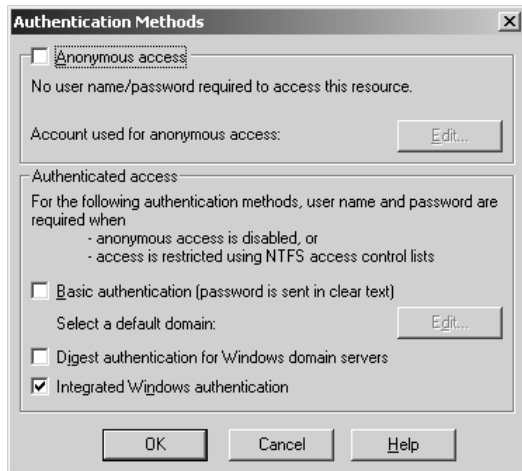 Authentication Methods
Anonymous access
No user name/password required to access this resource.
Account used for anonymous access:
Edit...
Authenticated access
For the following authentication methods, user name and password are
required when
- anonymous access is disabled, or
- access is restricted using NTFS access control lists
Basic authentication (password is sent in clear text)
Select a default domain:
Edit...
Digest authentication for Windows domain servers
Integrated Windows authentication
OK
Cancel
Help